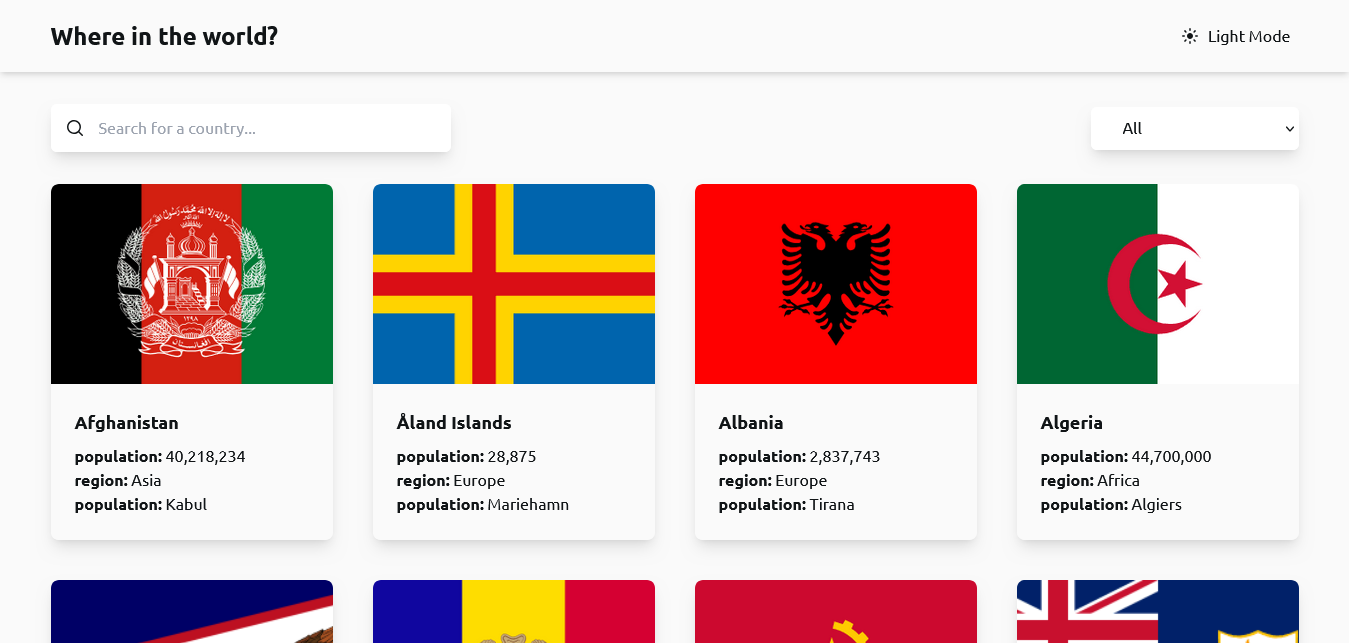 Where in the world?
Light Mode
Search for a country...
All
Afghanistan
population: 40,218,234
region: Asia
population: Kabul
Åland Islands
population: 28,875
region: Europe
population: Mariehamn
Albania
population: 2,837,743
region: Europe
population: Tirana
Algeria
population: 44,700,000
region: Africa
population: Algiers